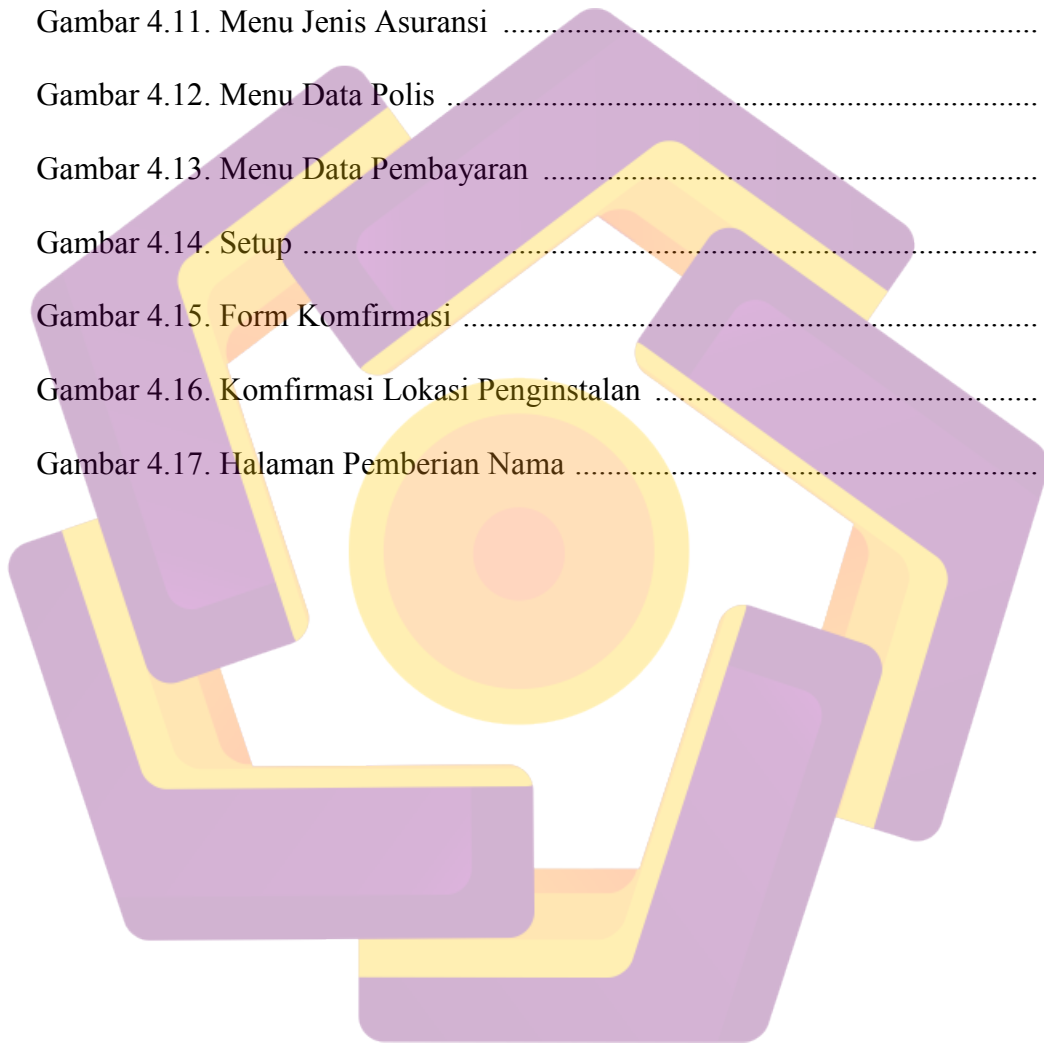 Gambar 4.11. Menu Jenis Asuransi ....................................................................
Gambar 4.12. Menu Data Polis ...........................................................................
Gambar 4.13. Menu Data Pembayaran ...............................................................
Gambar 4.14. Setup .............................................................................................
Gambar 4.15. Form Komfirmasi .........................................................................
Gambar 4.16. Komfirmasi Lokasi Penginstalan .................................................
Gambar 4.17. Halaman Pemberian Nama ...........................................................